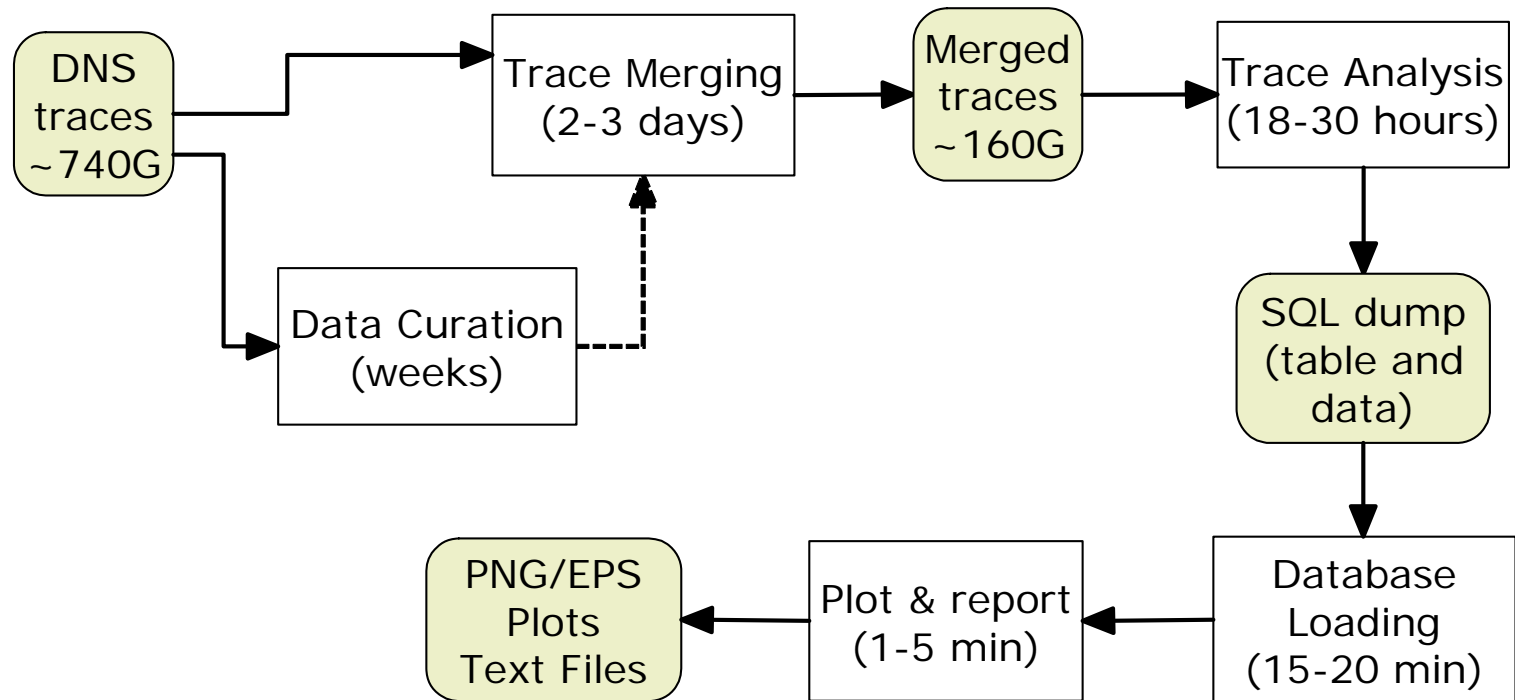 DNS
traces
~740G
Trace Merging
(2-3 days)
Merged
traces
~160G
Trace Analysis
(18-30 hours)
Data Curation
(weeks)
SQL dump
(table and
data)
Database
Loading
(15-20 min)
Plot & report
(1-5 min)
PNG/EPS
Plots
Text Files